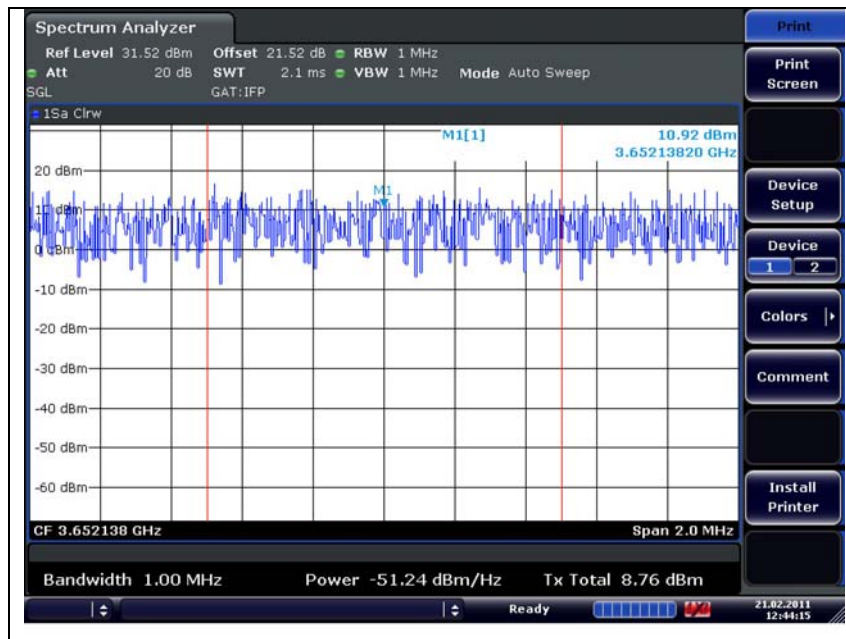 Spectrum Analyzer
Ref Level 31.52 dBm Offset 21.52 dB RBW 1 MHz
Att 20 dB SWT 2.1 ms VBW 1 MHz Mode Auto Sweep
SGL GAT:IFP
1Sa Clrw
M1[1] 10.92 dBm
3.65213820 GHz
M1
20 dBm
10 dBm
0 dBm
-10 dBm
-20 dBm
-30 dBm
-40 dBm
-50 dBm
-60 dBm
CF 3.652138 GHz Span 2.0 MHz
Bandwidth 1.00 MHz Power -51.24 dBm/Hz Tx Total 8.76 dBm
Ready
21.02.2011
12:44:15
Print
Print
Screen
Device
Setup
Device
1 2
Colors
Comment
Install
Printer